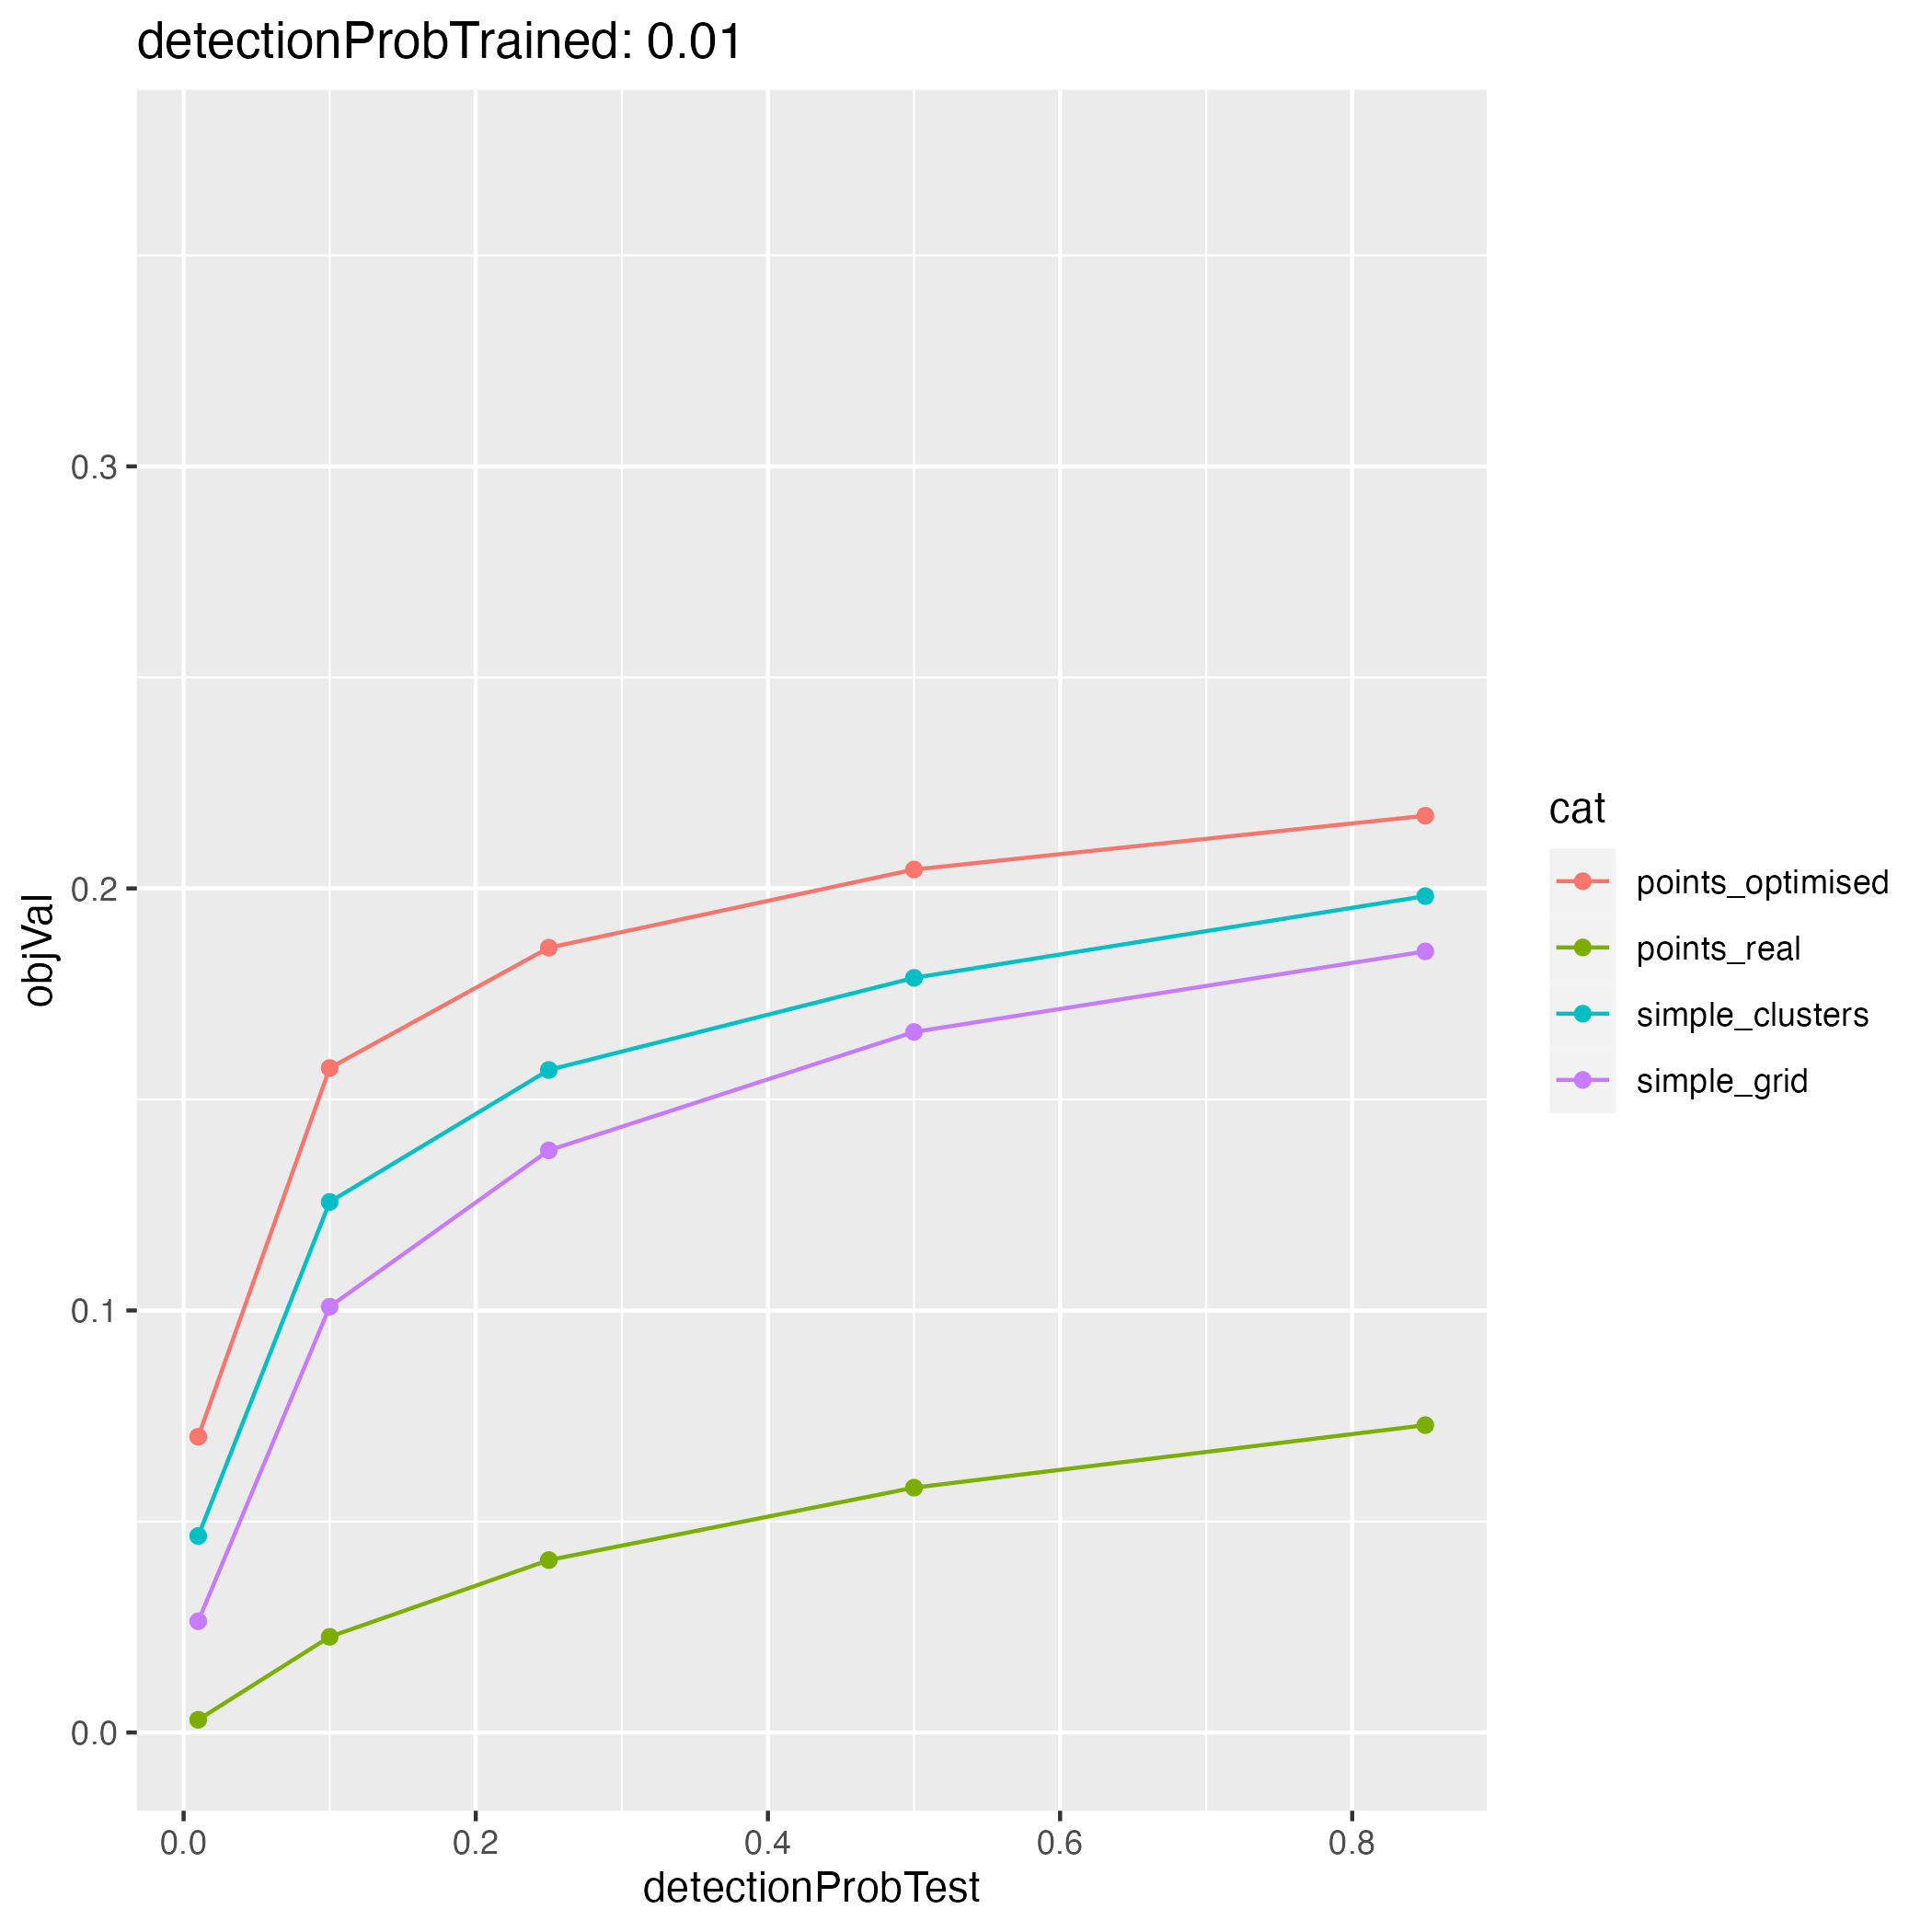 detectionProbTrained: 0.01
objVal
0.3
0.2
0.1
0.0
0.0 0.2 0.4 0.6 0.8
detectionProbTest
cat
points_optimised
points_real
simple_clusters
simple_grid